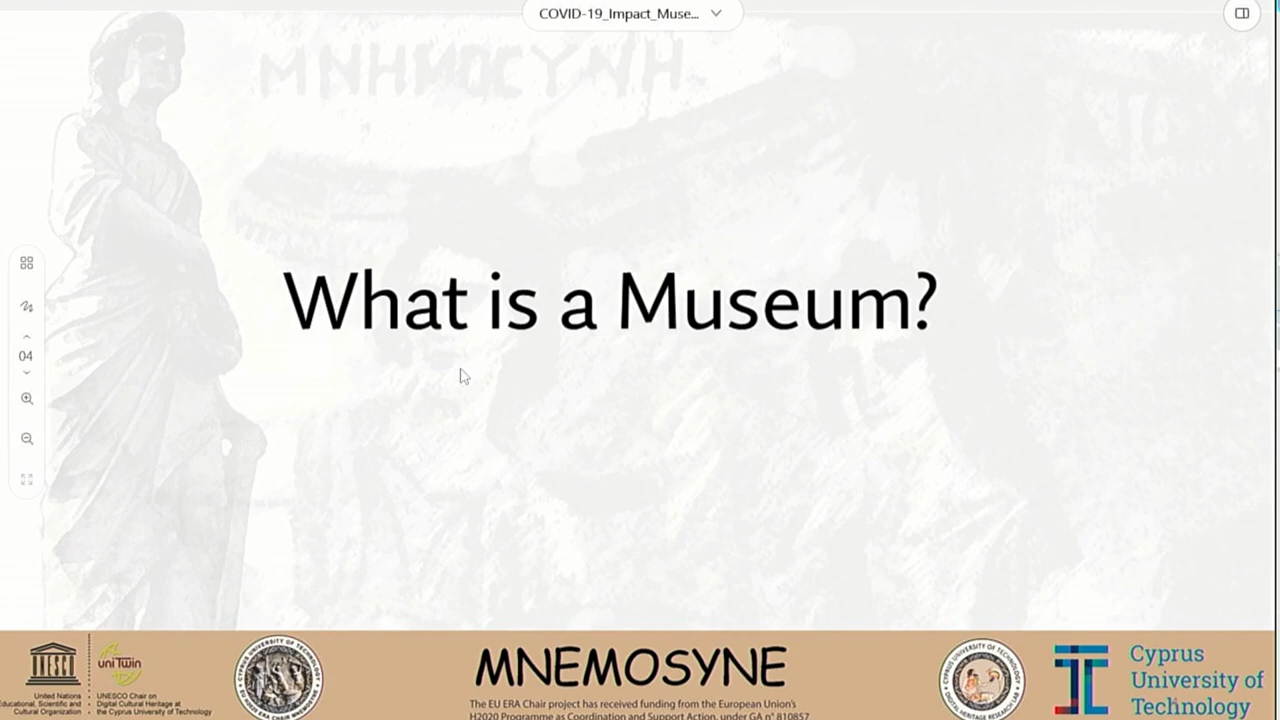 COVID-19_Impact_Muse...
ΜΝΗΜΟCΥΝΗ
What is a Museum?
04
UNESCO
uniTwin
United Nations
Educational, Scientific and
Cultural Organization
UNESCO Chair on
Digital Cultural Heritage at
the Cyprus University of Technology
MNEMOSYNE
The EU ERA Chair project has received funding from the European Union's
H2020 Programme as Coordination and Support Action, under GA n° 810857
Cyprus
University of
Technology